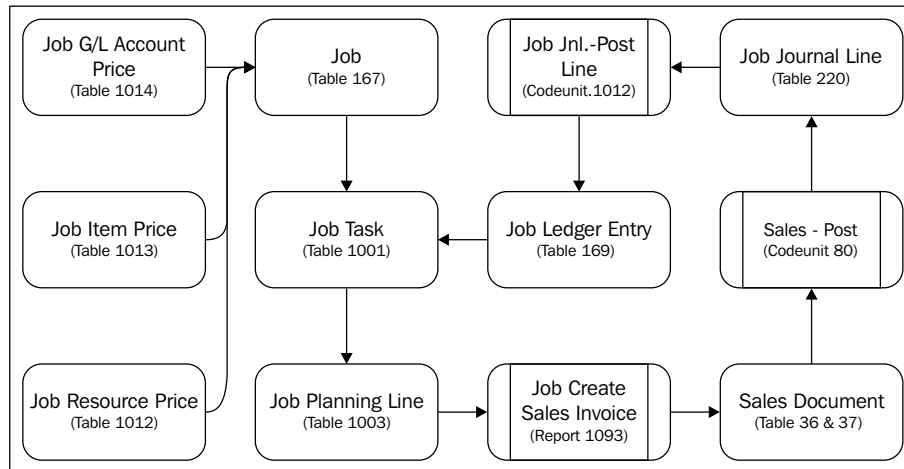 Job G/L Account
Price
(Table 1014)
Job
(Table 167)
Job Jnl.-Post
Line
(Codeunit.1012)
Job Journal Line
(Table 220)
Job Item Price
(Table 1013)
Job Task
(Table 1001)
Job Ledger Entry
(Table 169)
Sales - Post
(Codeunit 80)
Job Resource Price
(Table 1012)
Job Planning Line
(Table 1003)
Job Create
Sales Invoice
(Report 1093)
Sales Document
(Table 36 & 37)